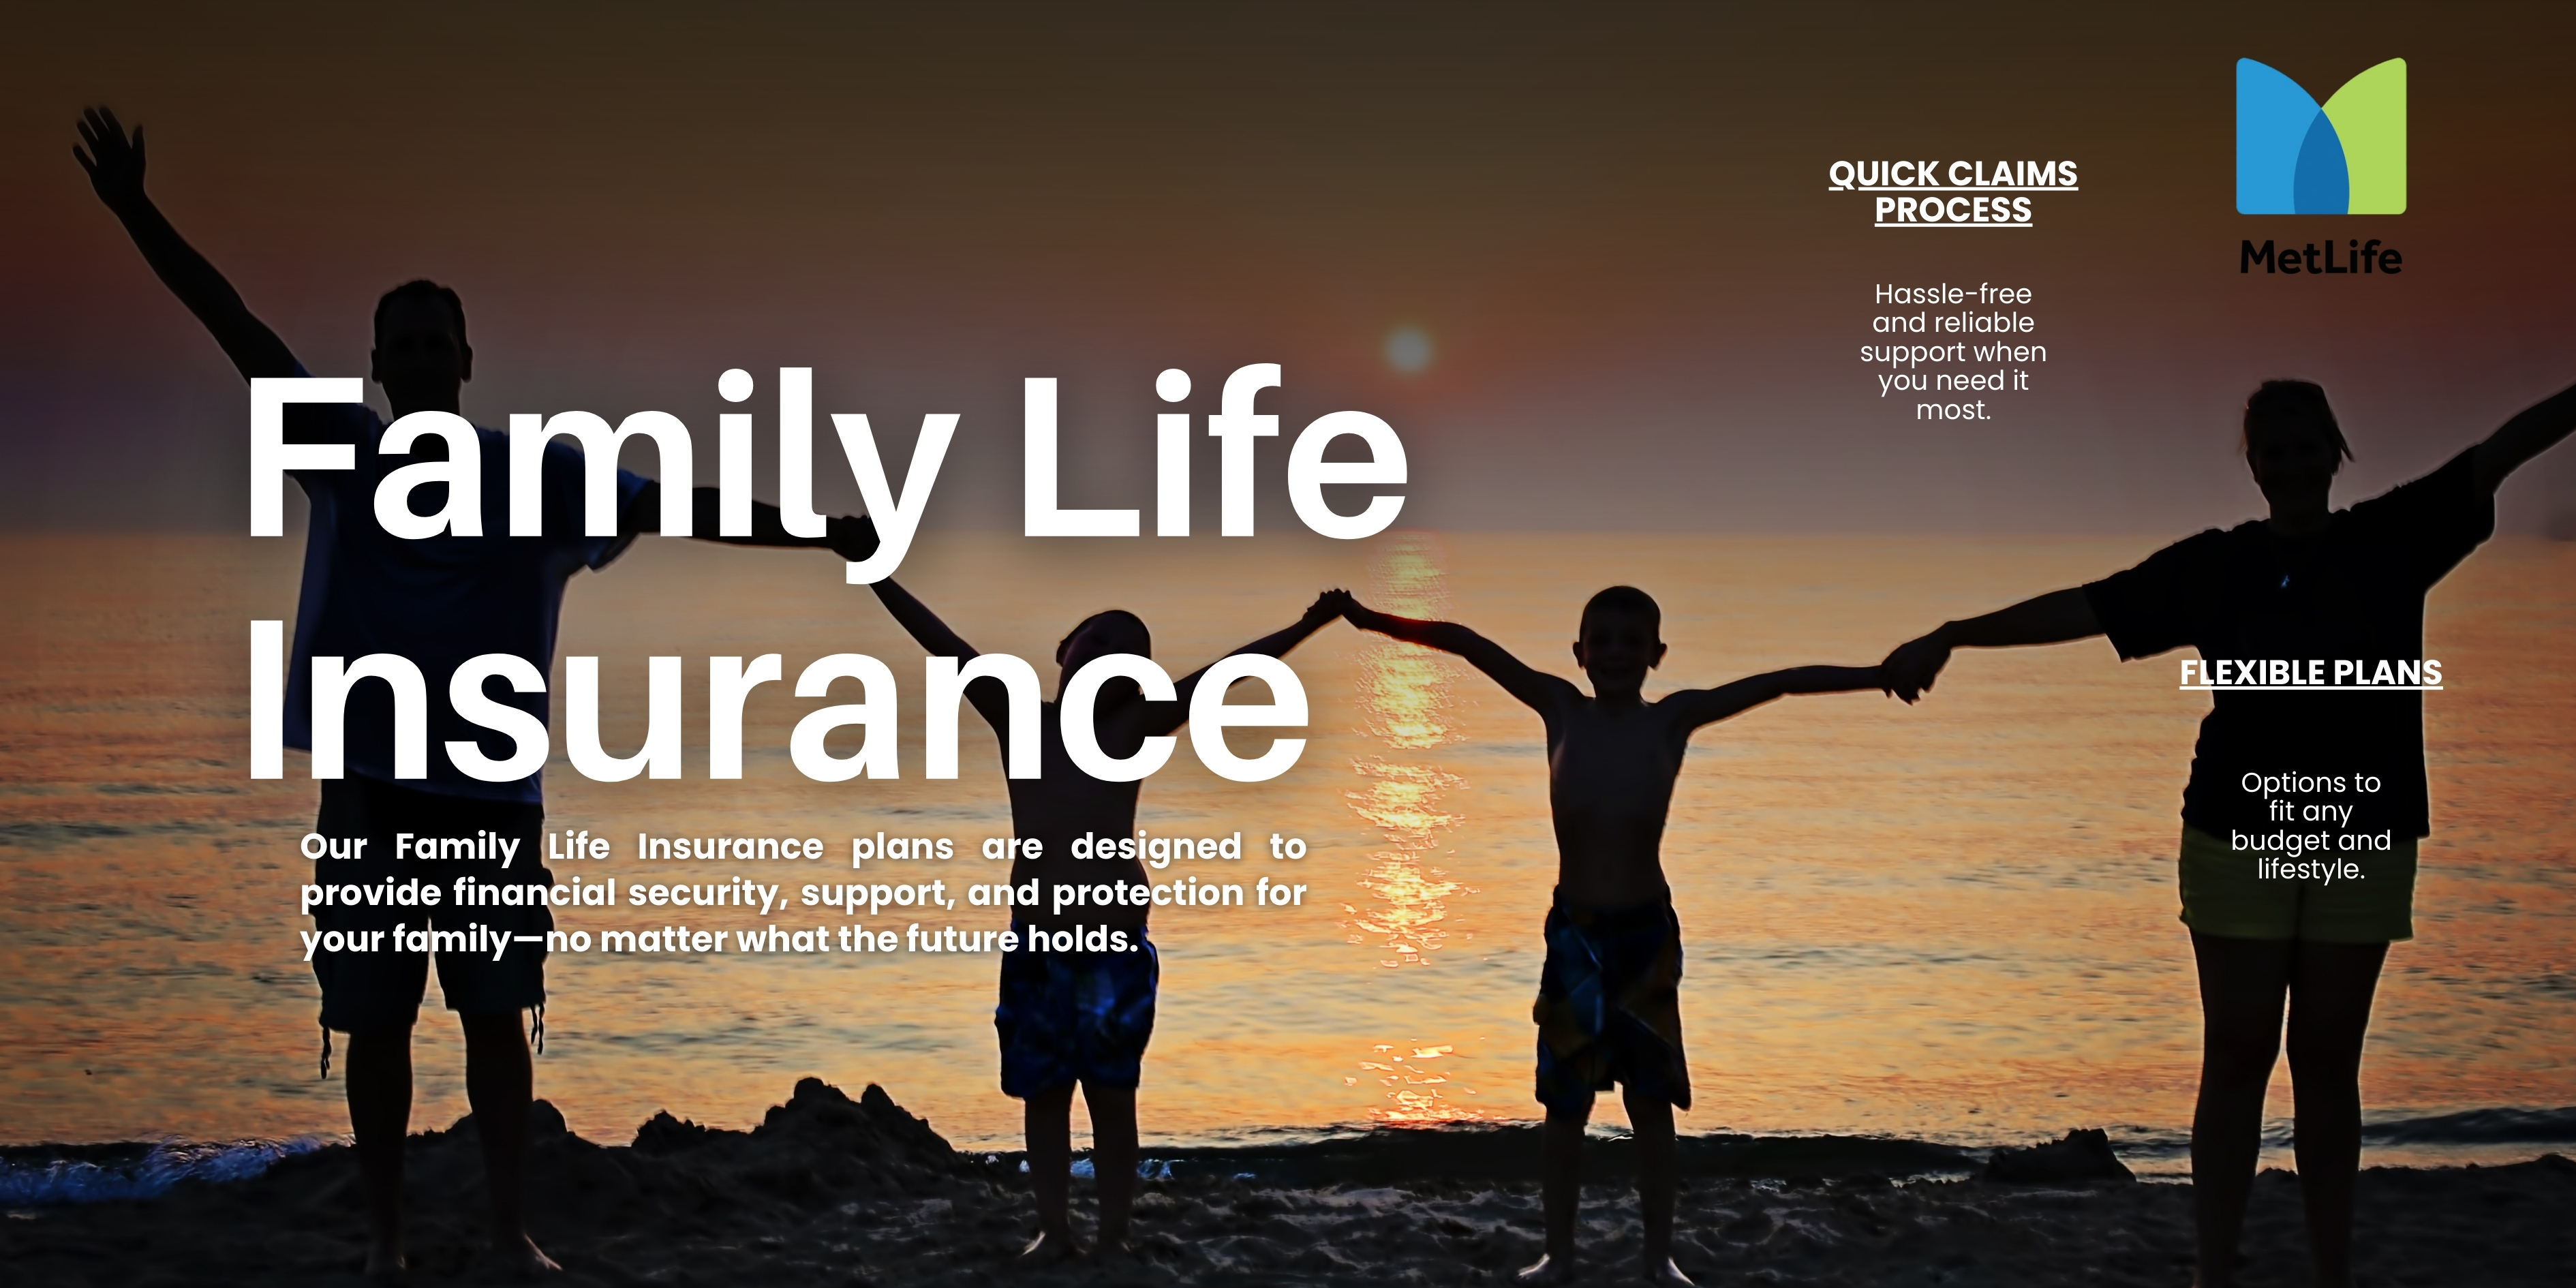 Family Life
Insurance
Our Family Life Insurance plans are designed to
provide financial security, support, and protection for
your family—no matter what the future holds.
QUICK CLAIMS
PROCESS
Hassle-free
and reliable
support when
you need it
most.
MetLife
FLEXIBLE PLANS
Options to
fit any
budget and
lifestyle.